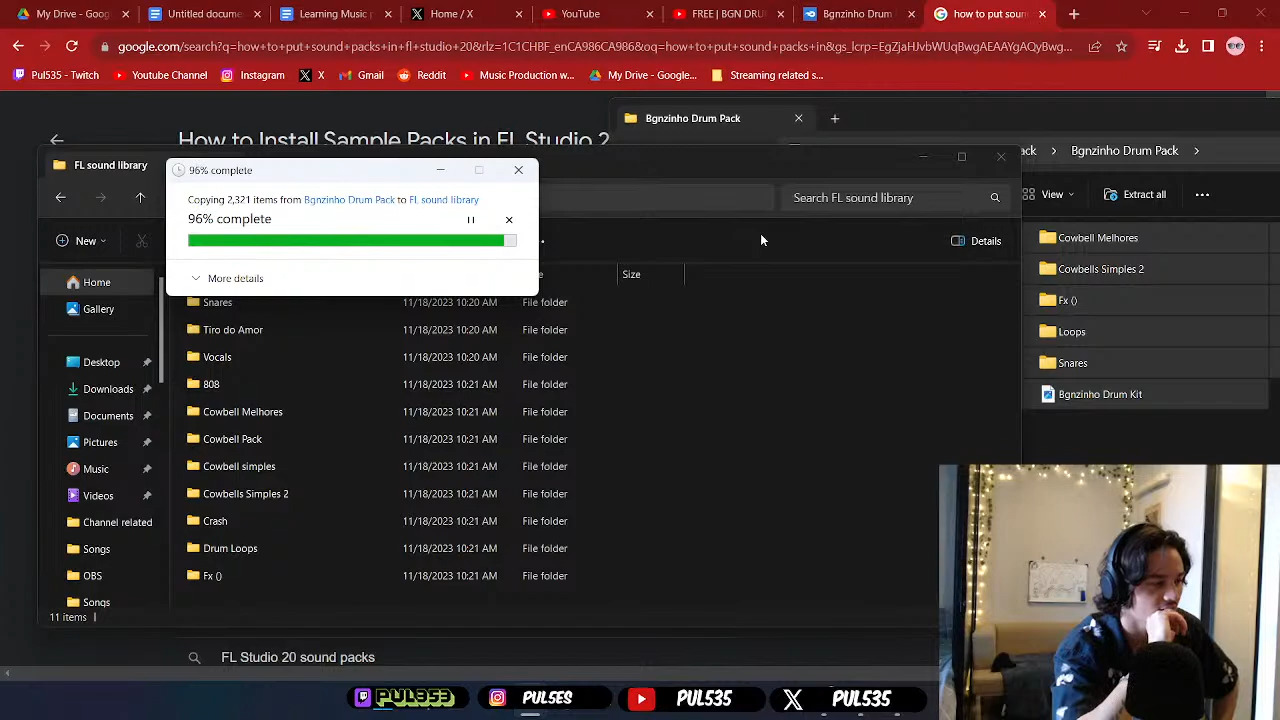 My Drive - Goog
Untitled docume
Learning Music p
Home / X
YouTube
FREE | BGN DRU
Bgnzinho Drum
how to put soun
google.com/search?q=how+to+put+sound+packs+in+fl+studio+20&rlz=1C1CHBF_enCA986CA986&oq=how+to+put+sound+packs+in&gs_lcrp=EgZjaHJvbWUqBwgAEAAYgAQyBwg...
Pul535 - Twitch
Youtube Channel
Instagram
X
Gmail
Reddit
Music Production w...
My Drive - Google...
Streaming related s...
Bgnzinho Drum Pack
How to Install Sample Packs in FL Studio 2
ack > Bgnzinho Drum Pack >
FL sound library
96% complete
Copying 2,321 items from Bgnzinho Drum Pack to FL sound library
96% complete
More details
Search FL sound library
View
Extract all
New
Details
Size
Home
Gallery
Desktop
Downloads
Documents
Pictures
Music
Videos
Channel related
Songs
OBS
Songs
Snares 11/18/2023 10:20 AM File folder
Tiro do Amor 11/18/2023 10:20 AM File folder
Vocals 11/18/2023 10:20 AM File folder
808 11/18/2023 10:21 AM File folder
Cowbell Melhores 11/18/2023 10:21 AM File folder
Cowbell Pack 11/18/2023 10:21 AM File folder
Cowbell simples 11/18/2023 10:21 AM File folder
Cowbells Simples 2 11/18/2023 10:21 AM File folder
Crash 11/18/2023 10:21 AM File folder
Drum Loops 11/18/2023 10:21 AM File folder
Fx () 11/18/2023 10:21 AM File folder
11 items
Cowbell Melhores
Cowbells Simples 2
Fx ()
Loops
Snares
Bgnzinho Drum Kit
FL Studio 20 sound packs
PUL353
PUL5ES
PUL535
PUL535